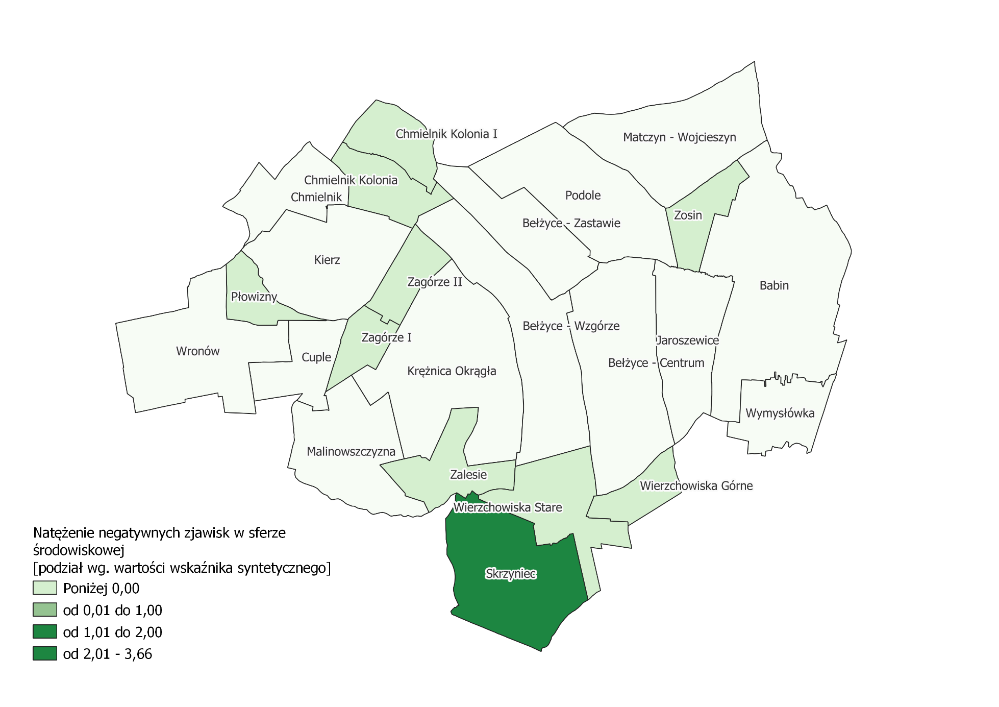 Chmielnik Kolonia I
Matczyn - Wojcieszyn
Chmielnik Kolonia
Chmielnik
Podole
Bełżyce - Zastawie
Zosin
Kierz
Zagórze II
Babin
Płowizny
Bełżyce - Wzgórze
Zagórze I
Jaroszewice
Wronów
Cuple
Bełżyce - Centrum
Krężnica Okrągła
Wymysłówka
Malinowszczyzna
Zalesie
Wierzchowiska Górne
Wierzchowiska Stare
Skrzyniec
Natężenie negatywnych zjawisk w sferze
środowiskowej
[podział wg. wartości wskaźnika syntetycznego]
Poniżej 0,00
od 0,01 do 1,00
od 1,01 do 2,00
od 2,01 - 3,66